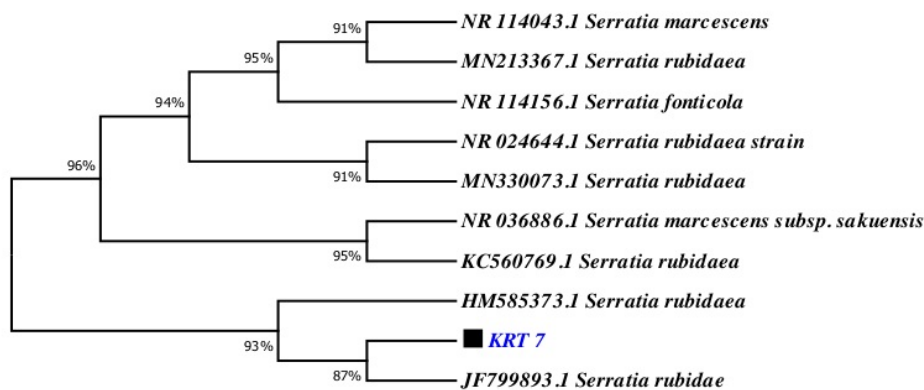 91%
NR 114043.1 Serratia marcescens
95%
MN213367.1 Serratia rubidaea
94%
NR 114156.1 Serratia fonticola
96%
NR 024644.1 Serratia rubidaea strain
91%
MN330073.1 Serratia rubidaea
NR 036886.1 Serratia marcescens subsp. sakuensis
95%
KC560769.1 Serratia rubidaea
HM585373.1 Serratia rubidaea
93%
KRT 7
87%
JF799893.1 Serratia rubidae